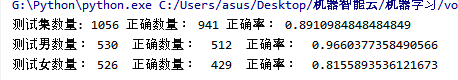 G:\Python\python.exe C:/Users/asus/Desktop/机器智能云/机器学习/vo
测试集数量: 1056 正确数量： 941 正确率： 0.8910984848484849
测试男数量： 530 正确数量： 512 正确率： 0.9660377358490566
测试女数量： 526 正确数量： 429 正确率： 0.8155893536121673